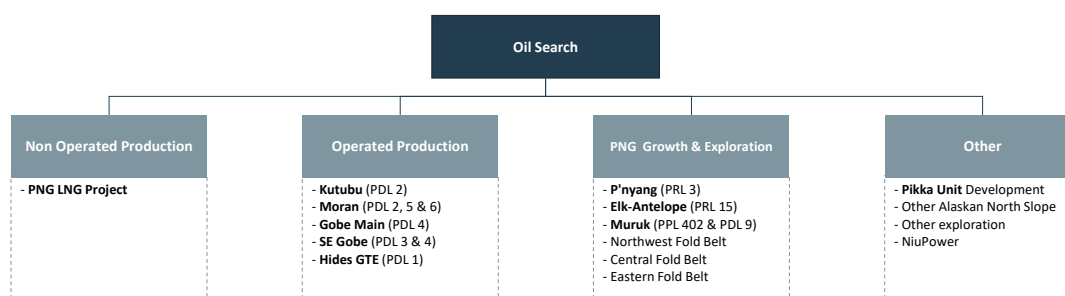 Oil Search
Non Operated Production
- PNG LNG Project
Operated Production
- Kutubu (PDL 2)
- Moran (PDL 2, 5 & 6)
- Gobe Main (PDL 4)
- SE Gobe (PDL 3 & 4)
- Hides GTE (PDL 1)
PNG Growth & Exploration
- P'nyang (PRL 3)
- Elk-Antelope (PRL 15)
- Muruk (PPL 402 & PDL 9)
- Northwest Fold Belt
- Central Fold Belt
- Eastern Fold Belt
Other
- Pikka Unit Development
- Other Alaskan North Slope
- Other exploration
- NiuPower